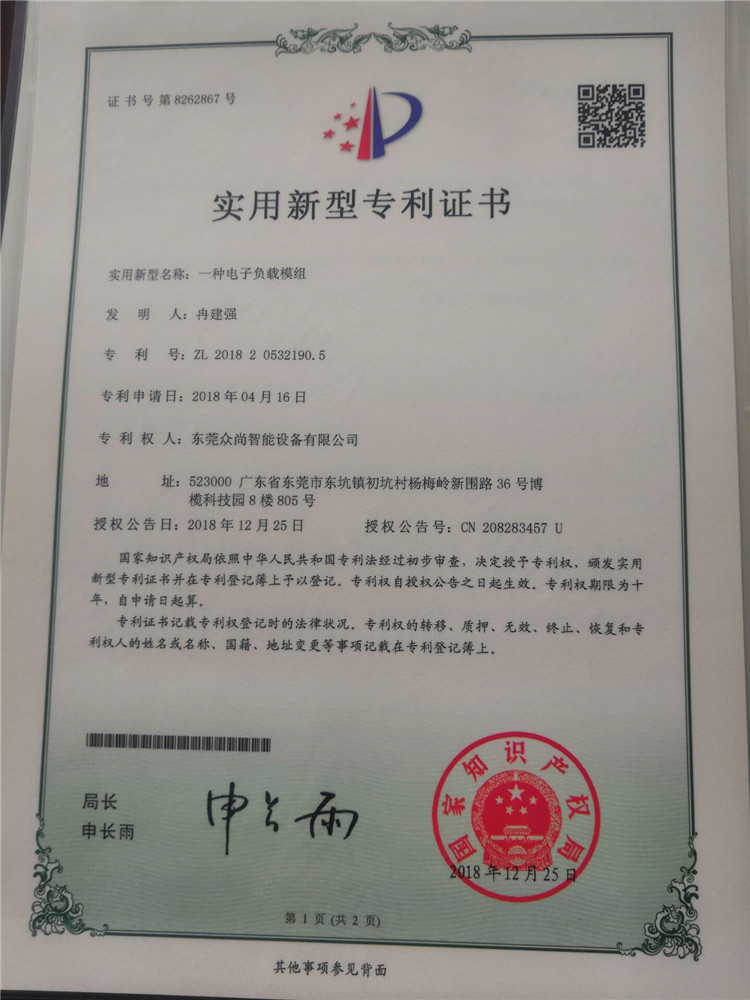 证书号第8262867号
实用新型专利证书
实用新型名称：一种电子负载模组
发明人：冉建强
专利号：ZL 2018 2 0532190.5
专利申请日：2018年04月16日
专利权人：东莞众尚智能设备有限公司
地址：523000 广东省东莞市东坑镇初坑村杨梅岭新围路36号博
榄科技园8楼805号
授权公告日：2018年12月25日 授权公告号：CN 208283457 U
国家知识产权局依照中华人民共和国专利法经过初步审查，决定授予专利权，颁发实用
新型专利证书并在专利登记簿上予以登记。专利权自授权公告之日起生效。专利权期限为十
年，自申请日起算。
专利证书记载专利权登记时的法律状况。专利权的转移、质押、无效、终止、恢复和专
利权人的姓名或名称、国籍、地址变更等事项记载在专利登记簿上。
局长
申长雨
申长雨
国家知识产权局
2018年12月25日
第1页(共2页)
其他事项参见背面